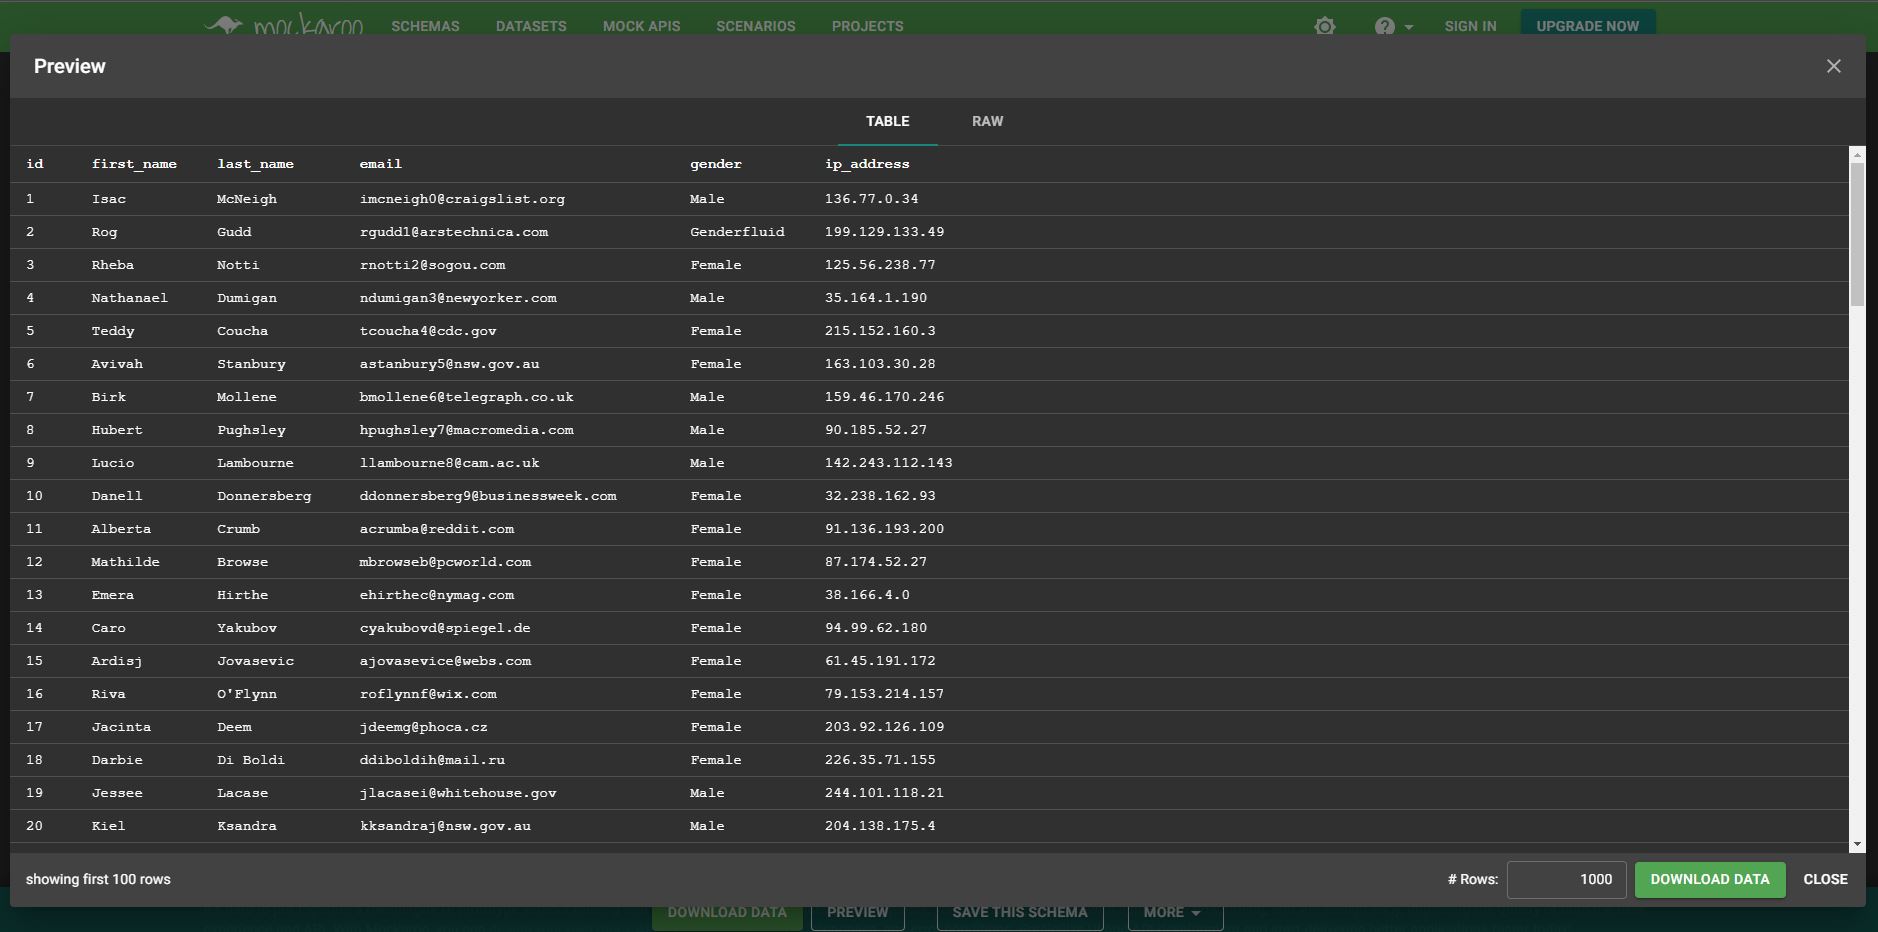 mockaroo SCHEMAS DATASETS MOCK APIS SCENARIOS PROJECTS ? SIGN IN UPGRADE NOW
Preview
TABLE RAW
id first_name last_name email gender ip_address
1 Isac McNeigh imcneigh0@craigslist.org Male 136.77.0.34
2 Rog Gudd rgudd1@arstechnica.com Genderfluid 199.129.133.49
3 Rheba Notti rnotti2@sogou.com Female 125.56.238.77
4 Nathanael Dumigan ndumigan3@newyorker.com Male 35.164.1.190
5 Teddy Coucha tcoucha4@cdc.gov Female 215.152.160.3
6 Avivah Stanbury astanbury5@nsw.gov.au Female 163.103.30.28
7 Birk Mollene bmollene6@telegraph.co.uk Male 159.46.170.246
8 Hubert Pughsley hpughsley7@macromedia.com Male 90.185.52.27
9 Lucio Lambourne llambourne8@cam.ac.uk Male 142.243.112.143
10 Danell Donnersberg ddonnersberg9@businessweek.com Female 32.238.162.93
11 Alberta Crumb acrumba@reddit.com Female 91.136.193.200
12 Mathilde Browse mbrowseb@pcworld.com Female 87.174.52.27
13 Emera Hirthe ehirthec@nymag.com Female 38.166.4.0
14 Caro Yakubov cyakubovd@spiegel.de Female 94.99.62.180
15 Ardisj Jovasevic ajovasevice@webs.com Female 61.45.191.172
16 Riva O'Flynn roflynnf@wix.com Female 79.153.214.157
17 Jacinta Deem jdeemg@phoca.cz Female 203.92.126.109
18 Darbie Di Boldi ddiboldih@mail.ru Female 226.35.71.155
19 Jessee Lacase jlacasei@whitehouse.gov Male 244.101.118.21
20 Kiel Ksandra kksandraj@nsw.gov.au Male 204.138.175.4
showing first 100 rows # Rows: 1000 DOWNLOAD DATA CLOSE
DOWNLOAD DATA PREVIEW SAVE THIS SCHEMA MORE